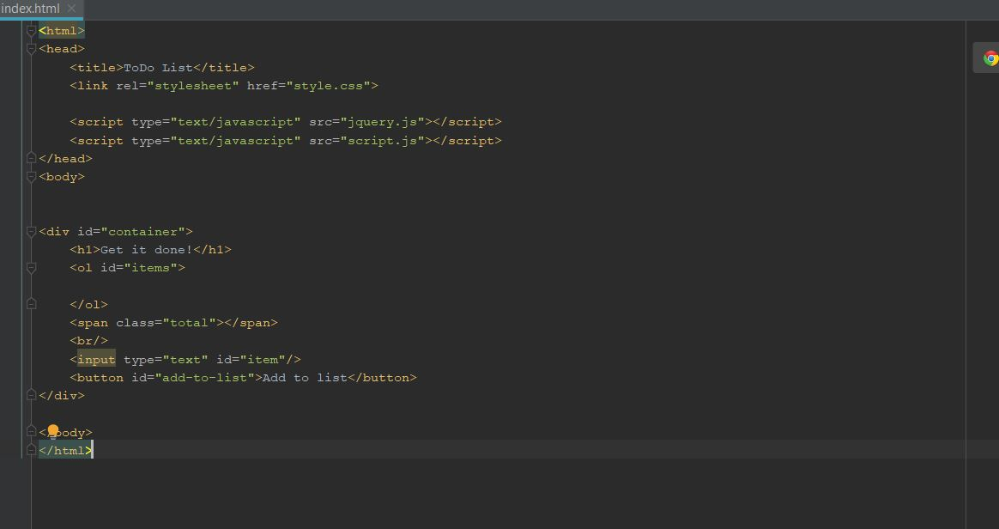 index.html
<html>
<head>
    <title>ToDo List</title>
    <link rel="stylesheet" href="style.css">
    <script type="text/javascript" src="jquery.js"></script>
    <script type="text/javascript" src="script.js"></script>
</head>
<body>
<div id="container">
    <h1>Get it done!</h1>
    <ol id="items">
    </ol>
    <span class="total"></span>
    <br/>
    <input type="text" id="item"/>
    <button id="add-to-list">Add to list</button>
</div>
</body>
</html>